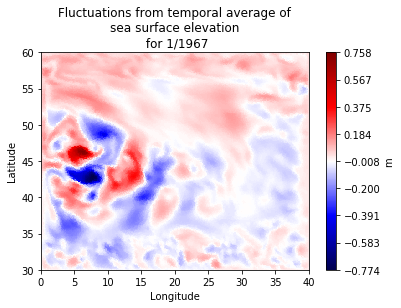 Fluctuations from temporal average of
sea surface elevation
for 1/1967
60
55
50
45
40
35
30
Latitude
0 5 10 15 20 25 30 35 40
Longitude
0.758
0.567
0.375
0.184
−0.008
−0.200
−0.391
−0.583
−0.774
m